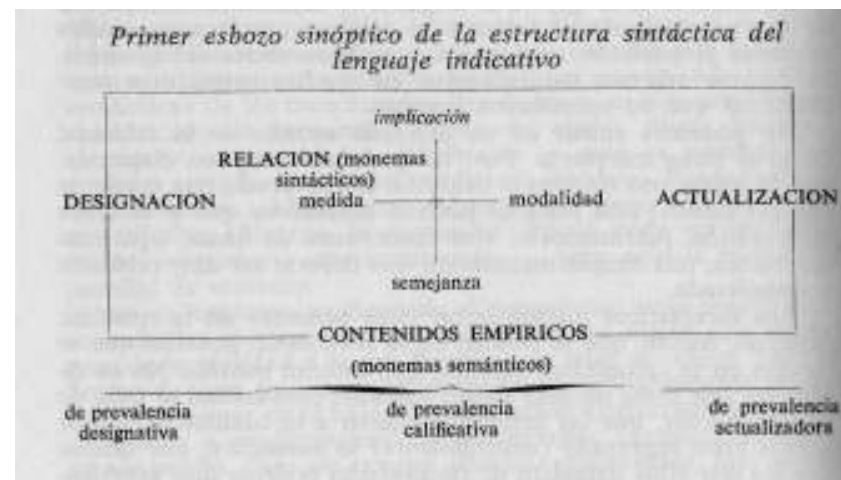 Primer esbozo sinóptico de la estructura sintáctica del
lenguaje indicativo
implicación
RELACION (monemas
sintácticos)
DESIGNACION medida modalidad ACTUALIZACION
semejanza
CONTENIDOS EMPIRICOS
(monemas semánticos)
de prevalencia de prevalencia de prevalencia
designativa calificativa actualizadora